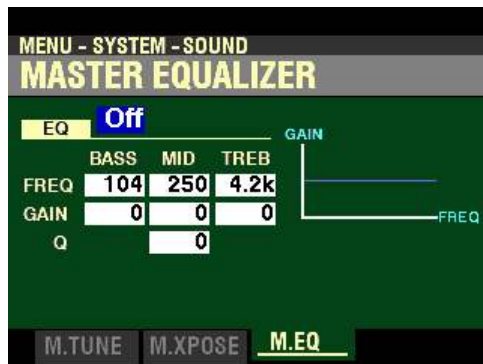 MENU - SYSTEM - SOUND
MASTER EQUALIZER
EQ Off
GAIN
BASS MID TREB
FREQ 104 250 4.2k
GAIN 0 0 0
FREQ
Q 0
M.TUNE M.XPOSE M.EQ